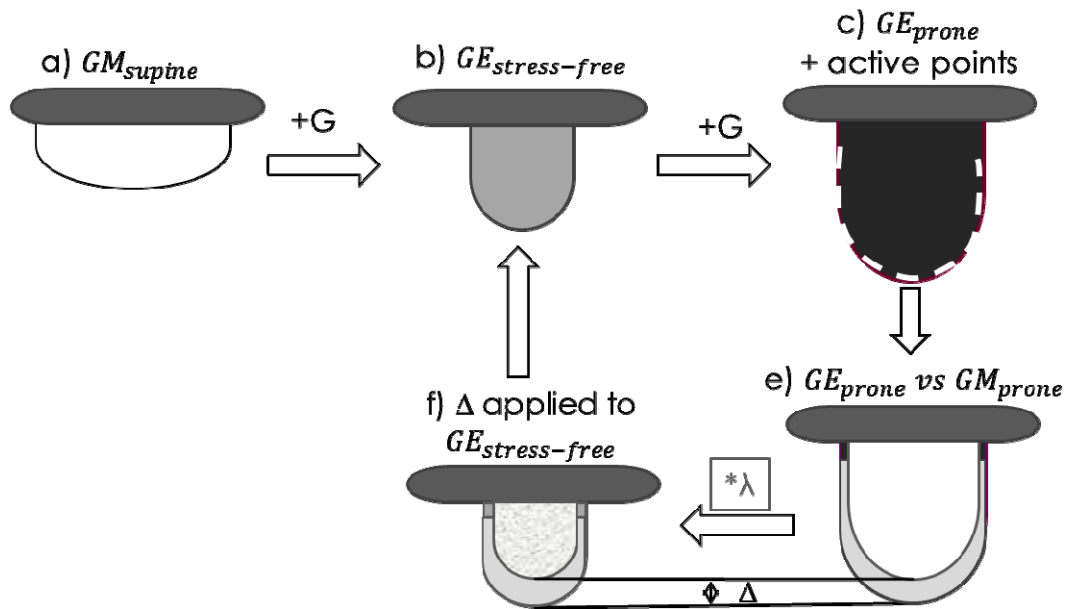 a) GM_supine
+G
b) GE_stress−free
+G
c) GE_prone
+ active points
e) GE_prone vs GM_prone
*λ
f) Δ applied to
GE_stress−free
Δ